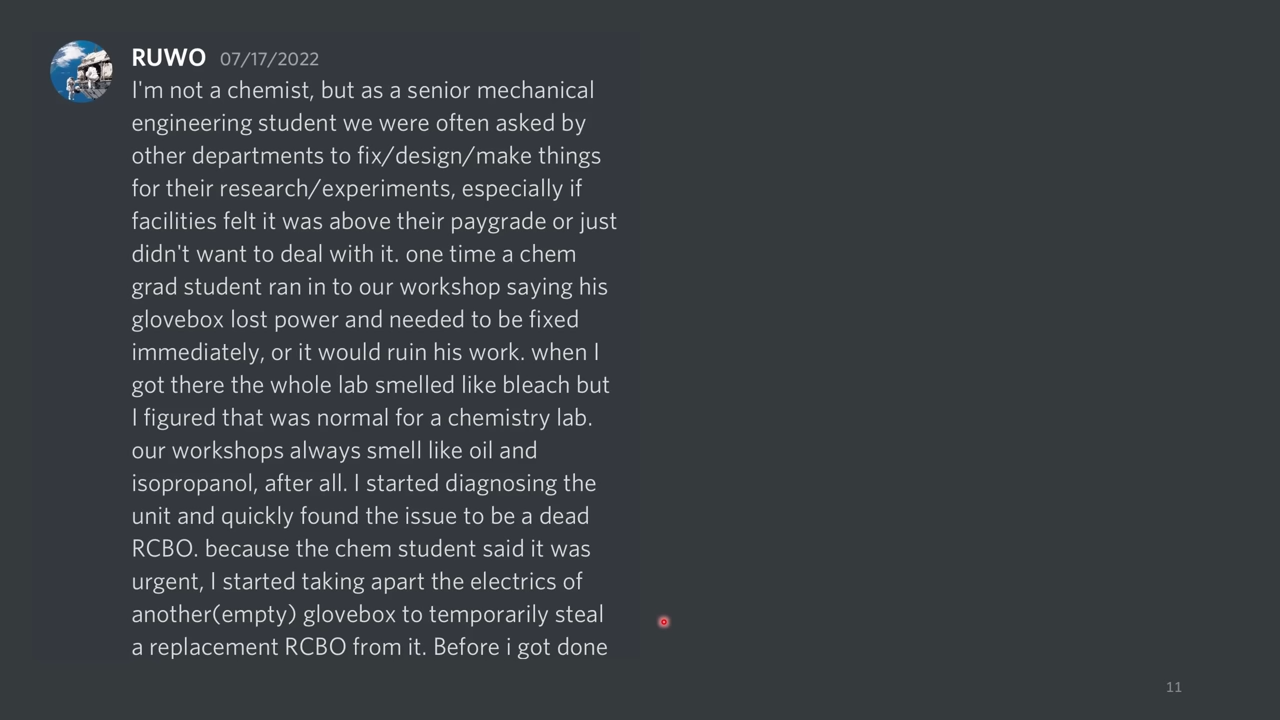 RUWO 07/17/2022
I'm not a chemist, but as a senior mechanical
engineering student we were often asked by
other departments to fix/design/make things
for their research/experiments, especially if
facilities felt it was above their paygrade or just
didn't want to deal with it. one time a chem
grad student ran in to our workshop saying his
glovebox lost power and needed to be fixed
immediately, or it would ruin his work. when I
got there the whole lab smelled like bleach but
I figured that was normal for a chemistry lab.
our workshops always smell like oil and
isopropanol, after all. I started diagnosing the
unit and quickly found the issue to be a dead
RCBO. because the chem student said it was
urgent, I started taking apart the electrics of
another(empty) glovebox to temporarily steal
a replacement RCBO from it. Before i got done
11